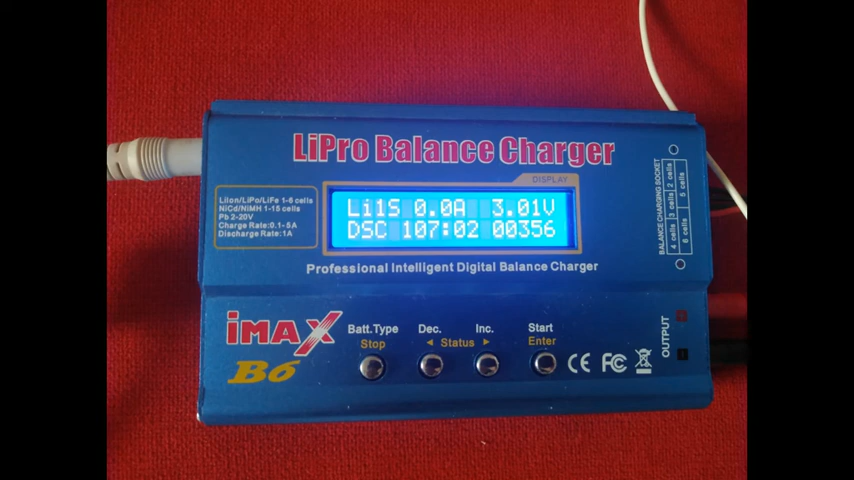 LiPro Balance Charger
DISPLAY
LiIon/LiPo/LiFe 1-6 cells
NiCd/NiMH 1-15 cells
Pb 2-20V
Charge Rate:0.1-5A
Discharge Rate:1A
Li1S 0.0A 3.01V
DSC 107:02 00356
Professional Intelligent Digital Balance Charger
BALANCE CHARGING SOCKET
2 cells
3 cells
4 cells
5 cells
6 cells
iMAX
B6
Batt.Type
Stop
Dec.
Inc.
◄ Status ►
Start
Enter
CE FC
OUTPUT